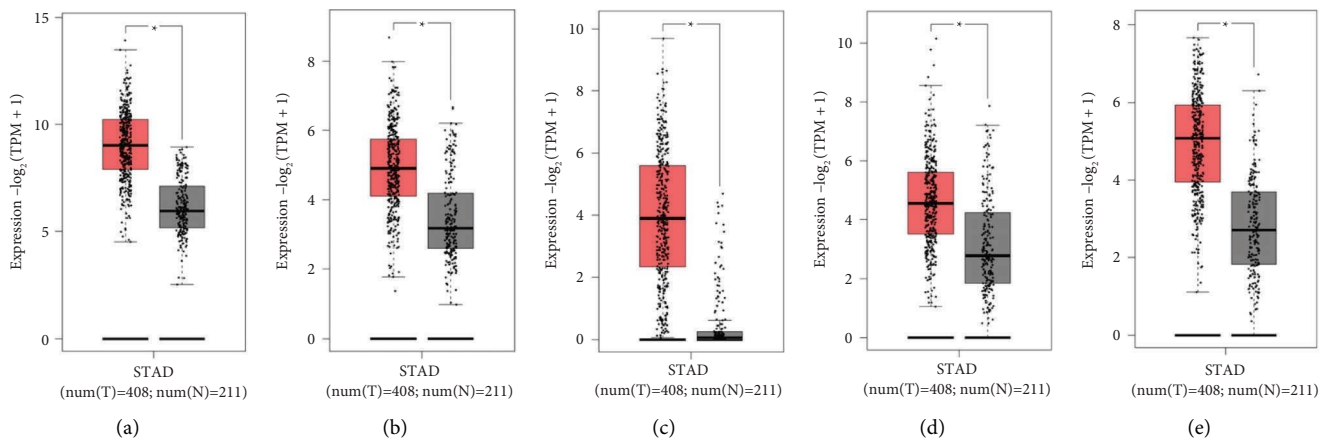 Expression −log₂ (TPM + 1)
15
10
5
0
*
STAD
(num(T)=408; num(N)=211)
(a)
Expression −log₂ (TPM + 1)
8
6
4
2
0
*
STAD
(num(T)=408; num(N)=211)
(b)
Expression −log₂ (TPM + 1)
10
8
6
4
2
0
*
STAD
(num(T)=408; num(N)=211)
(c)
Expression −log₂ (TPM + 1)
10
8
6
4
2
0
*
STAD
(num(T)=408; num(N)=211)
(d)
Expression −log₂ (TPM + 1)
8
6
4
2
0
*
STAD
(num(T)=408; num(N)=211)
(e)